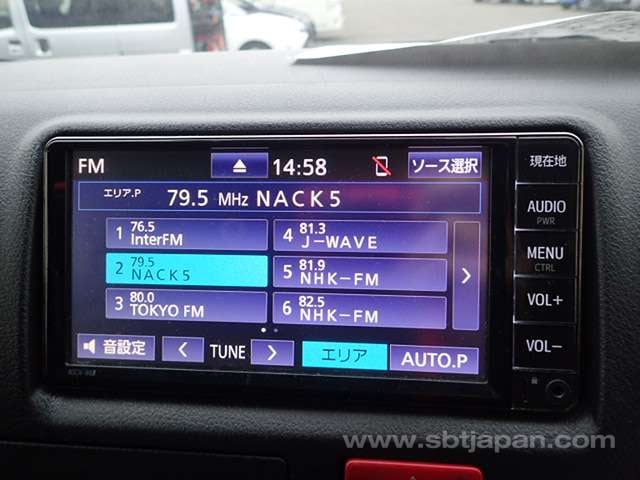 FM 14:58 ソース選択
エリア.P 79.5 MHz NACK5
1 76.5 InterFM
2 79.5 NACK5
3 80.0 TOKYO FM
4 81.3 J-WAVE
5 81.9 NHK-FM
6 82.5 NHK-FM
音設定 < TUNE > エリア AUTO.P
現在地
AUDIO
PWR
MENU
CTRL
VOL+
VOL-
www.sbtjapan.com